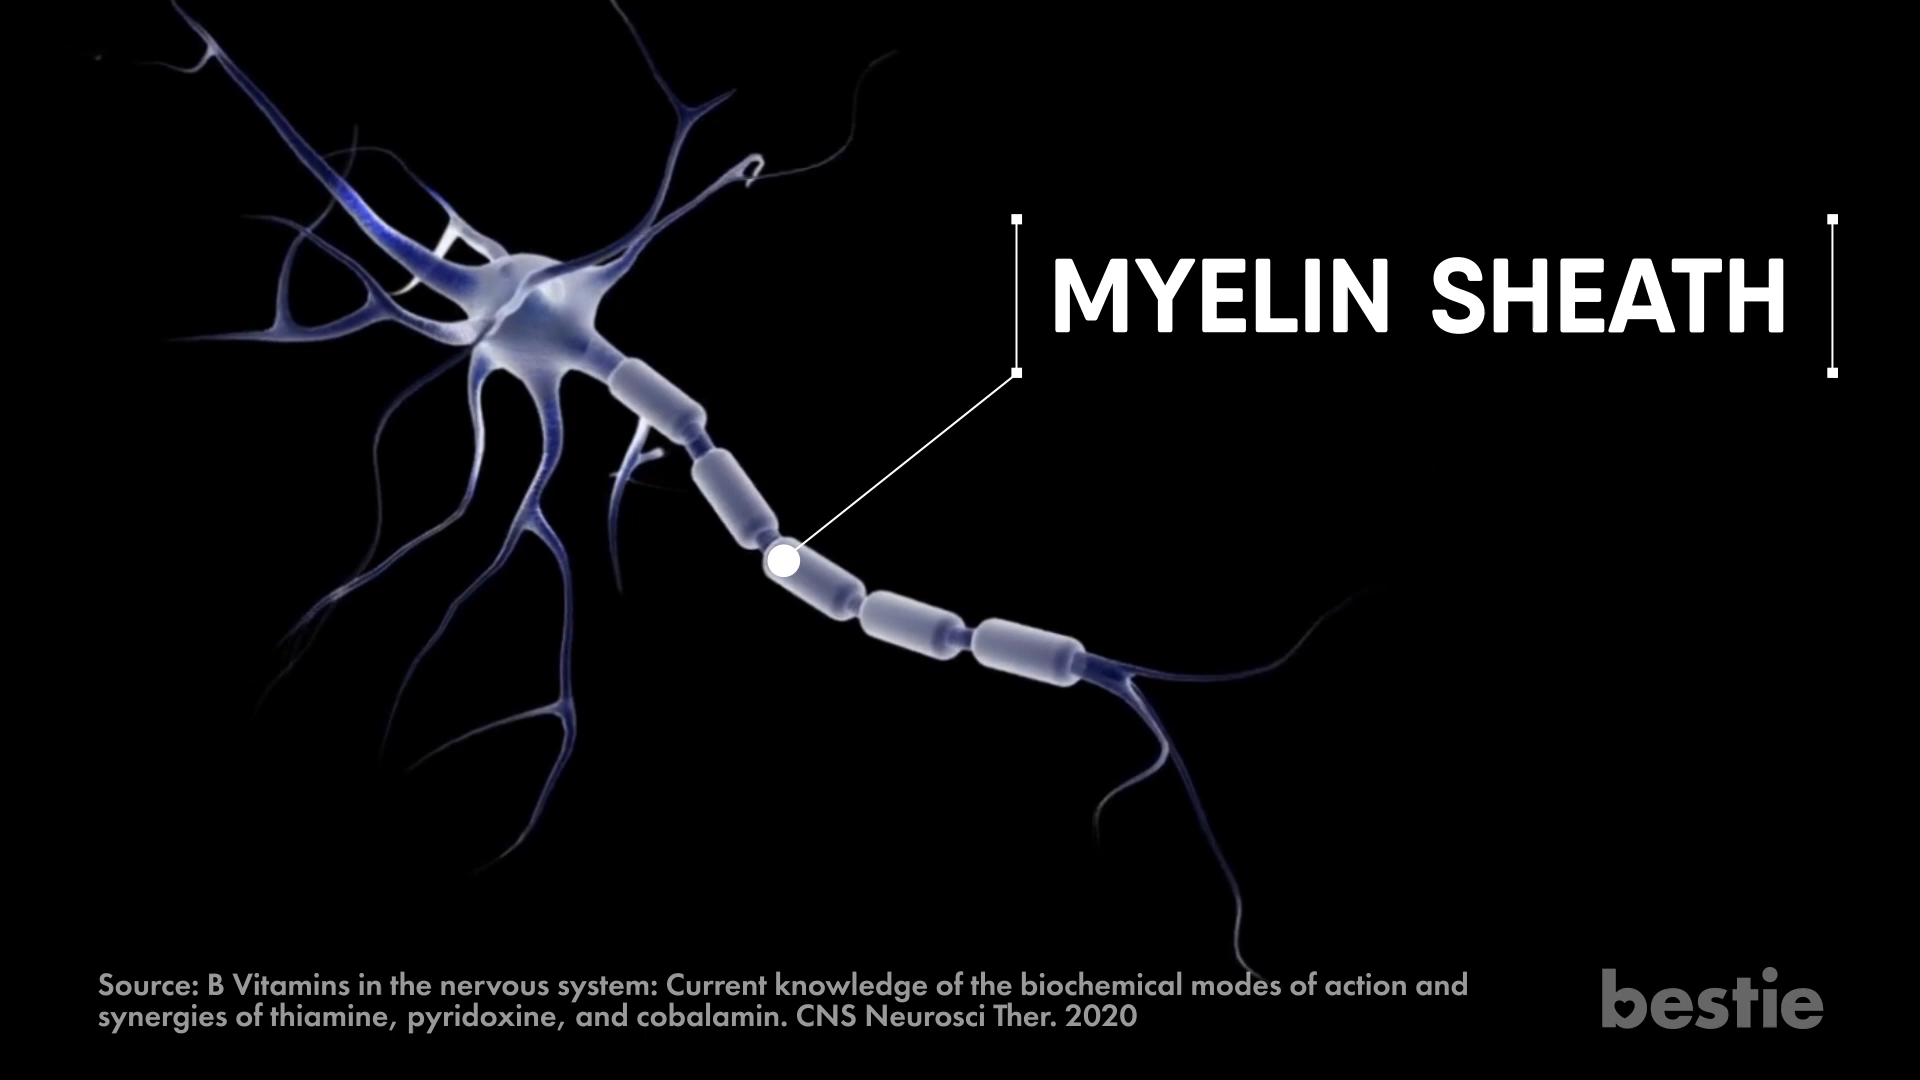 MYELIN SHEATH
Source: B Vitamins in the nervous system: Current knowledge of the biochemical modes of action and
synergies of thiamine, pyridoxine, and cobalamin. CNS Neurosci Ther. 2020
bestie